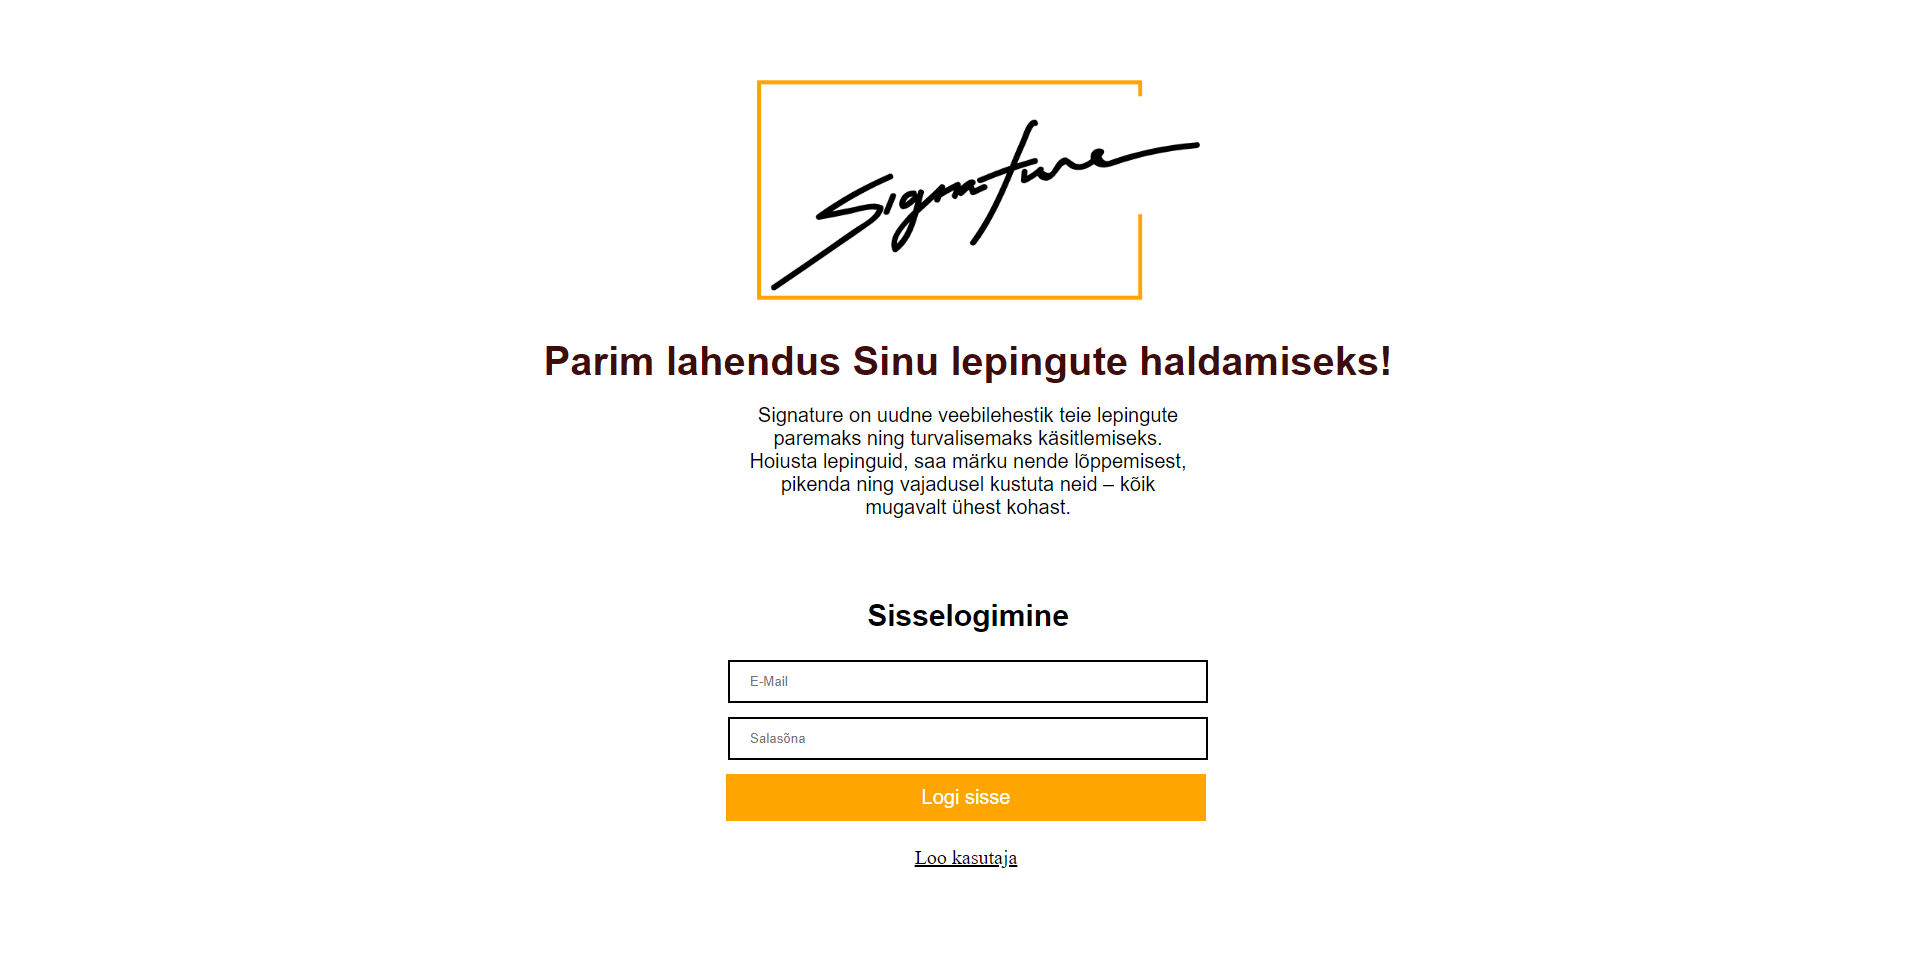 Signature
Parim lahendus Sinu lepingute haldamiseks!
Signature on uudne veebilehestik teie lepingute
paremaks ning turvalisemaks käsitlemiseks.
Hoiusta lepinguid, saa märku nende lõppemisest,
pikenda ning vajadusel kustuta neid – kõik
mugavalt ühest kohast.
Sisselogimine
E-Mail
Salasõna
Logi sisse
Loo kasutaja